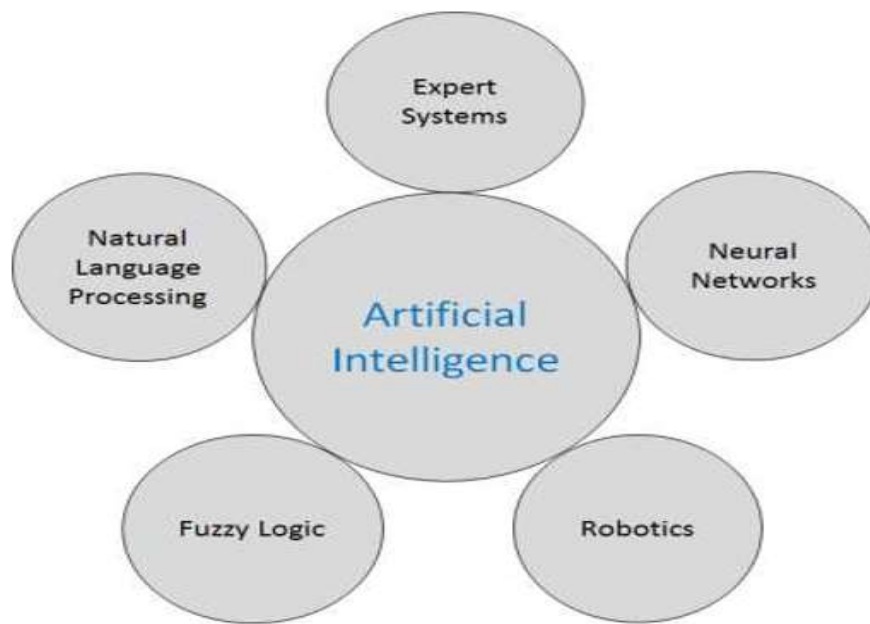 Expert
Systems
Natural
Language
Processing
Neural
Networks
Artificial
Intelligence
Fuzzy Logic
Robotics